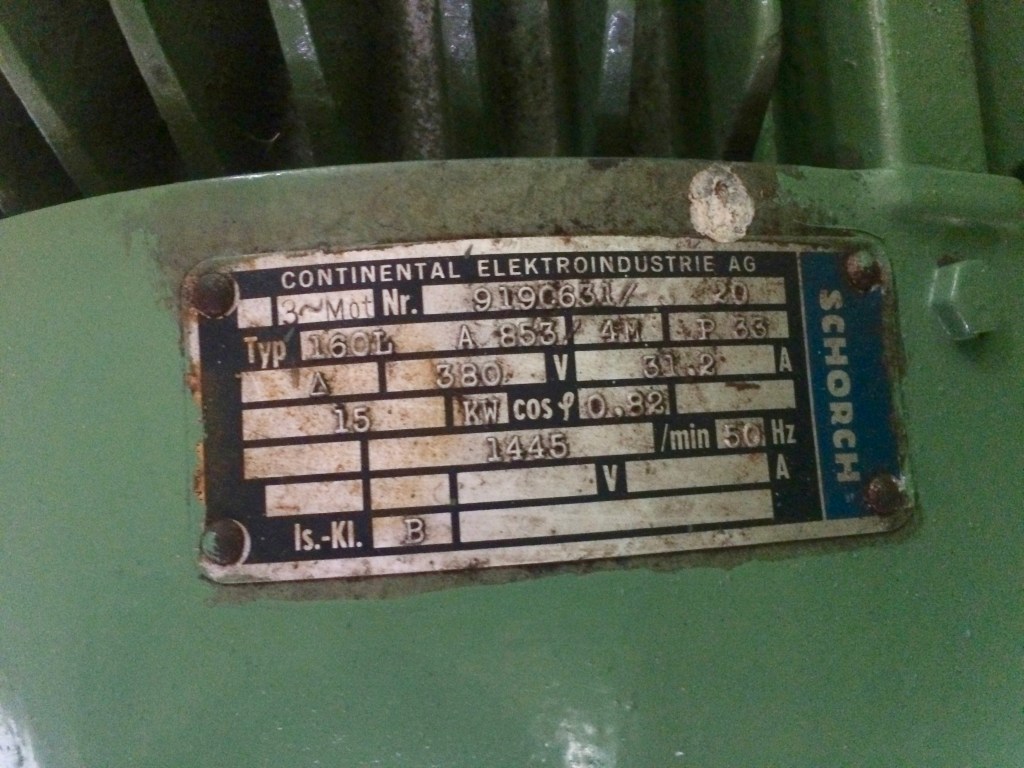 CONTINENTAL ELEKTROINDUSTRIE AG
3~Mot Nr. 9190631/ 20
Typ 160L A 853/ 4M P 33
Δ 380 V 31.2 A
15 KW cos φ 0.82
1445 /min 50 Hz
V A
Is.-Kl. B
SCHORCH